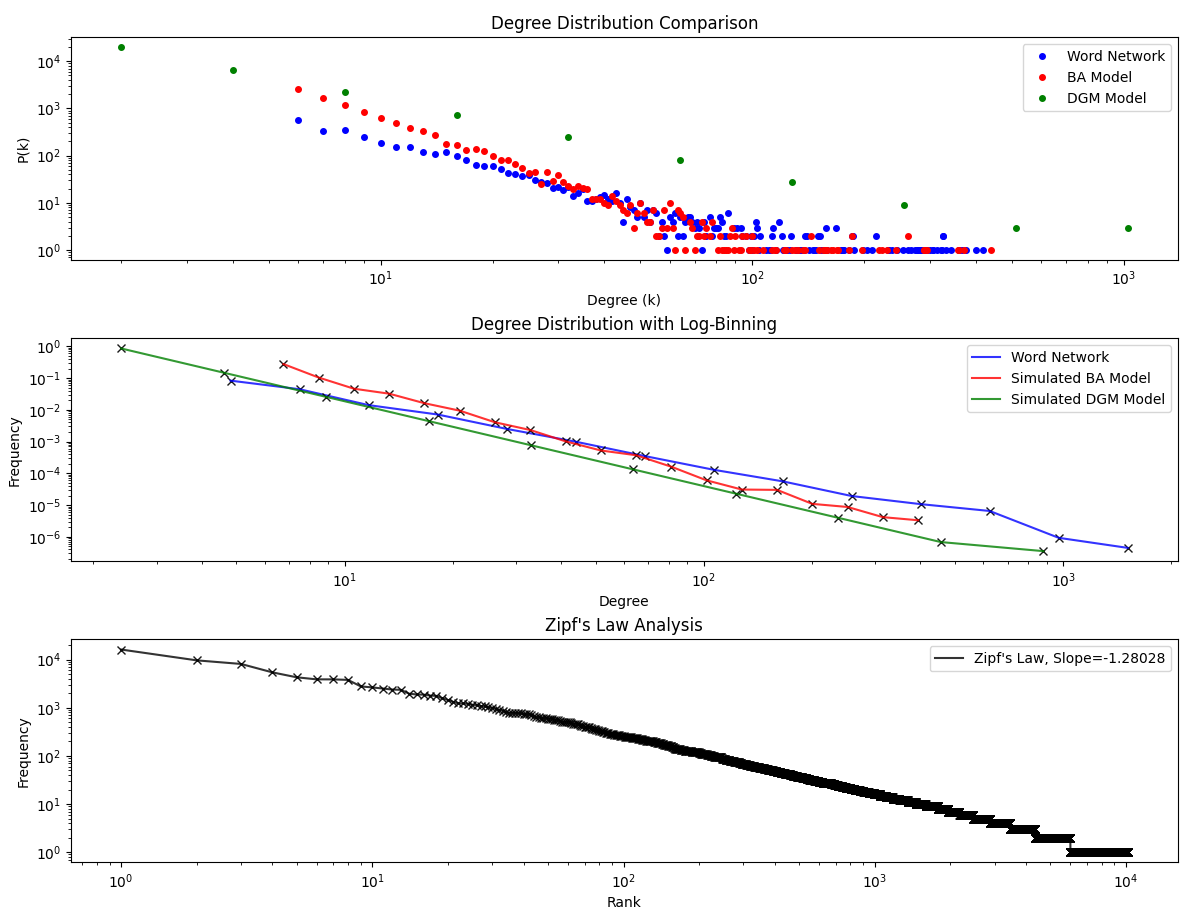 Degree Distribution Comparison
P(k)
10^4
10^3
10^2
10^1
10^0
Word Network
BA Model
DGM Model
10^1
10^2
10^3
Degree (k)
Degree Distribution with Log-Binning
Frequency
10^0
10^-1
10^-2
10^-3
10^-4
10^-5
10^-6
Word Network
Simulated BA Model
Simulated DGM Model
10^1
10^2
10^3
Degree
Zipf's Law Analysis
Frequency
10^4
10^3
10^2
10^1
10^0
Zipf's Law, Slope=-1.28028
10^0
10^1
10^2
10^3
10^4
Rank